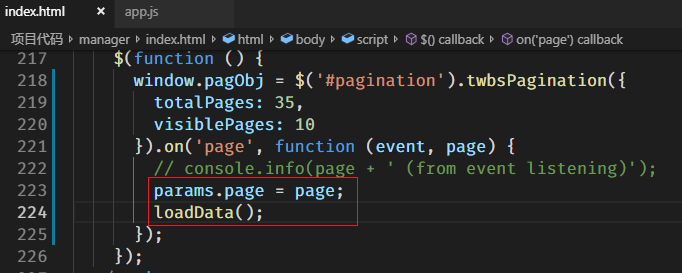 index.html × app.js
项目代码 › manager › index.html › html › body › script › $() callback › on('page') callback
217 $(function () {
218 window.pagObj = $('#pagination').twbsPagination({
219 totalPages: 35,
220 visiblePages: 10
221 }).on('page', function (event, page) {
222 // console.info(page + ' (from event listening)');
223 params.page = page;
224 loadData();
225 });
226 });